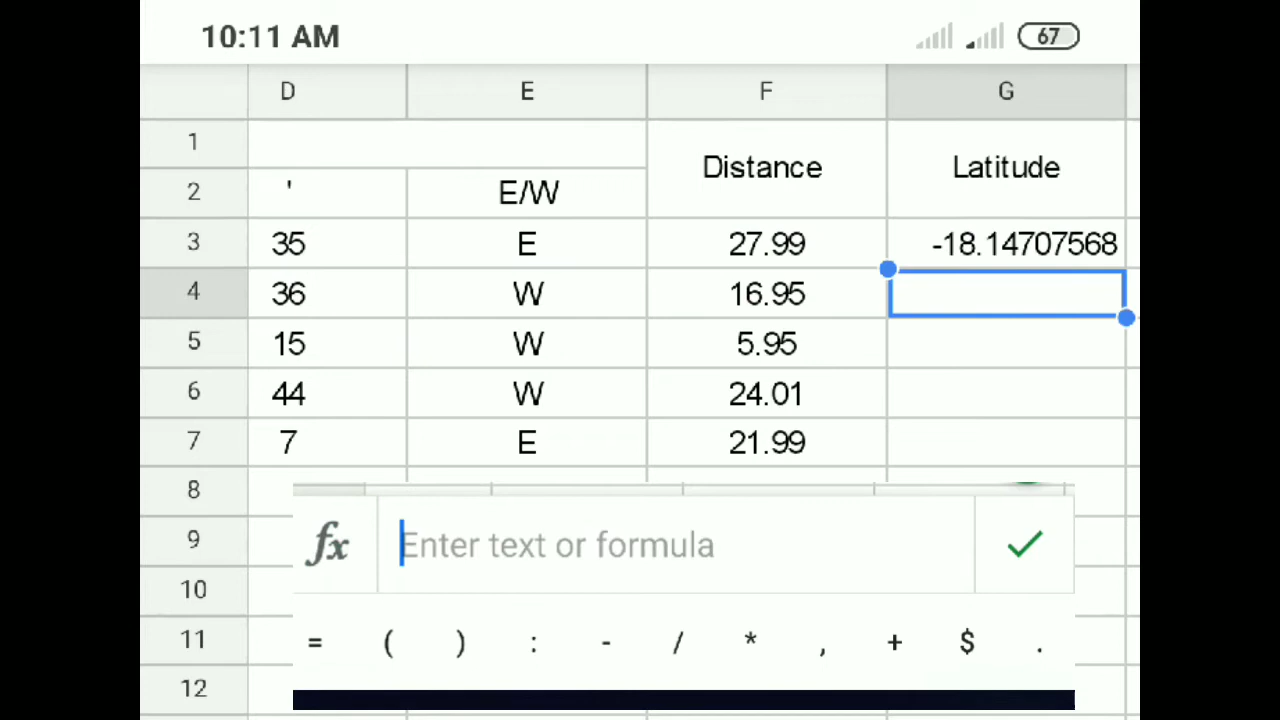 10:11 AM 67
D E F G
1 Distance Latitude
2 ' E/W
3 35 E 27.99 -18.14707568
4 36 W 16.95
5 15 W 5.95
6 44 W 24.01
7 7 E 21.99
8
9 fx Enter text or formula
10
11 = ( ) : - / * , + $ .
12